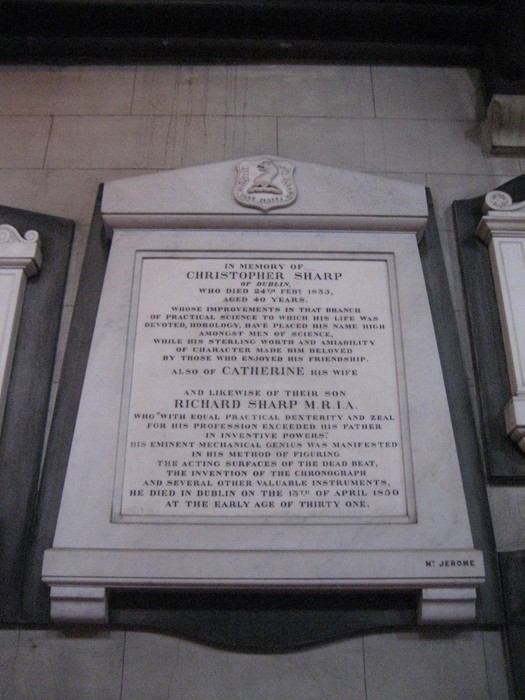 IN MEMORY OF
CHRISTOPHER SHARP
OF DUBLIN,
WHO DIED 24TH FEBY 1833,
AGED 40 YEARS.
WHOSE IMPROVEMENTS IN THAT BRANCH
OF PRACTICAL SCIENCE TO WHICH HIS LIFE WAS
DEVOTED, HOROLOGY, HAVE PLACED HIS NAME HIGH
AMONGST MEN OF SCIENCE.
WHILE HIS STERLING WORTH AND AMIABILITY
OF CHARACTER MADE HIM BELOVED
BY THOSE WHO ENJOYED HIS FRIENDSHIP.
ALSO OF CATHERINE HIS WIFE
AND LIKEWISE OF THEIR SON
RICHARD SHARP M.R.I.A.
WHO "WITH EQUAL PRACTICAL DEXTERITY AND ZEAL
FOR HIS PROFESSION EXCEEDED HIS FATHER
IN INVENTIVE POWERS."
HIS EMINENT MECHANICAL GENIUS WAS MANIFESTED
IN HIS METHOD OF FIGURING
THE ACTING SURFACES OF THE DEAD BEAT,
THE INVENTION OF THE CHRONOGRAPH
AND SEVERAL OTHER VALUABLE INSTRUMENTS,
HE DIED IN DUBLIN ON THE 15TH OF APRIL 1850
AT THE EARLY AGE OF THIRTY ONE.
MT JEROME